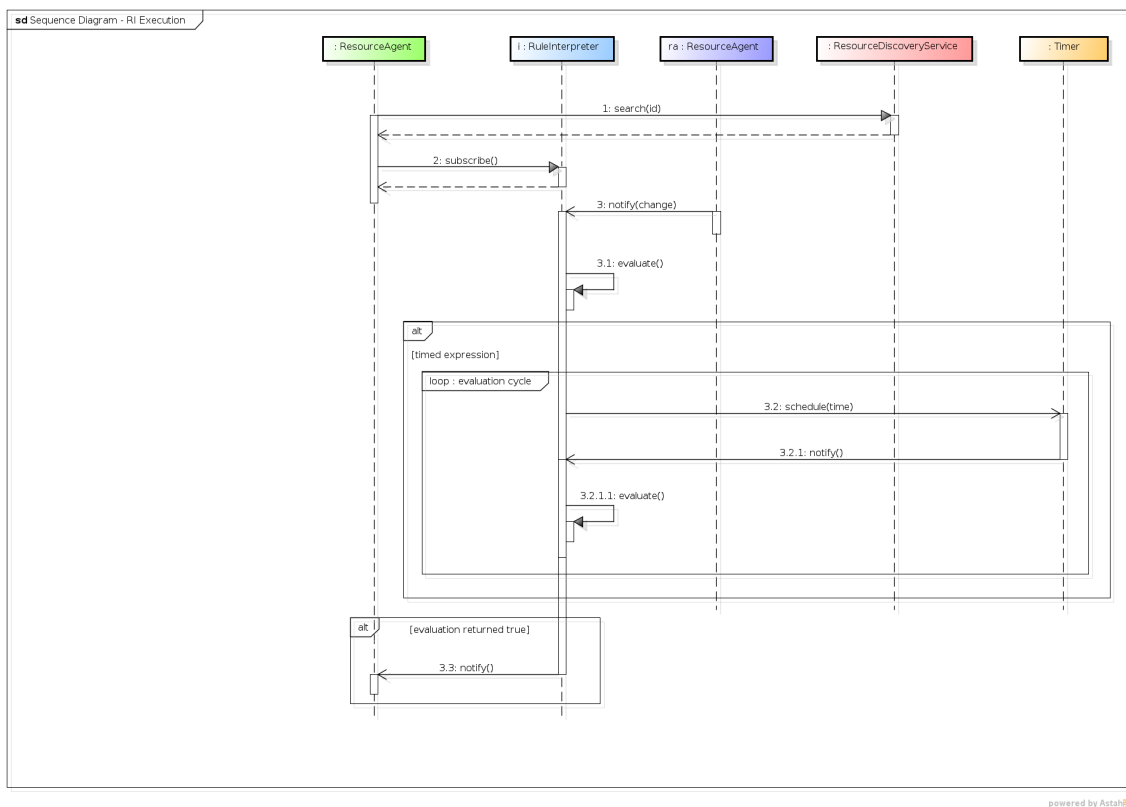 sd Sequence Diagram - RI Execution
: ResourceAgent
i : RuleInterpreter
ra : ResourceAgent
: ResourceDiscoveryService
: Timer
1: search(id)
2: subscribe()
3: notify(change)
3.1: evaluate()
alt
[timed expression]
loop : evaluation cycle
3.2: schedule(time)
3.2.1: notify()
3.2.1.1: evaluate()
alt
[evaluation returned true]
3.3: notify()
powered by Astah